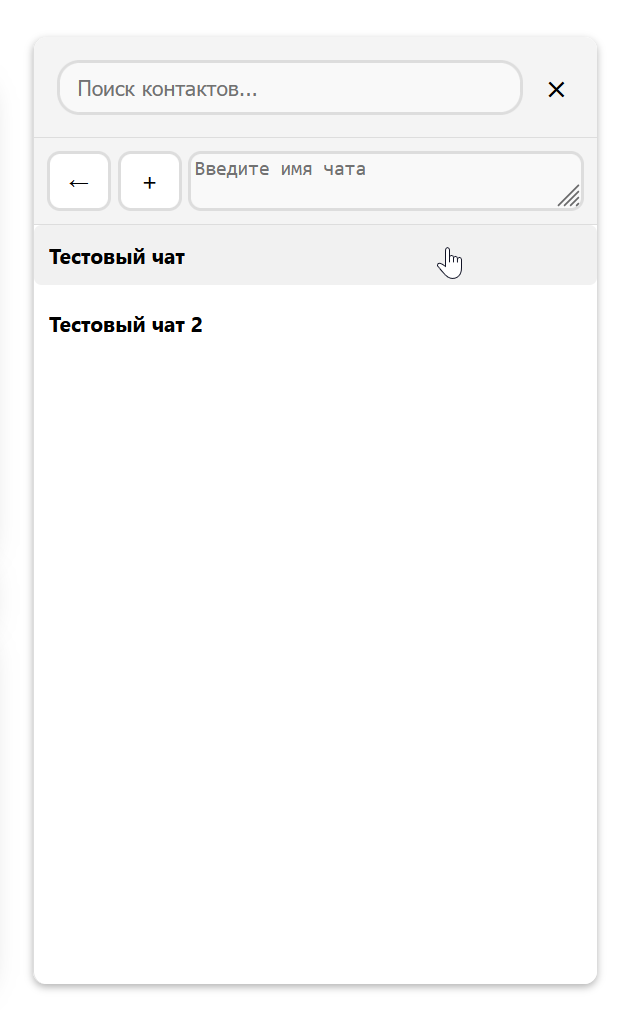 Поиск контактов...
×
← + Введите имя чата
Тестовый чат
Тестовый чат 2